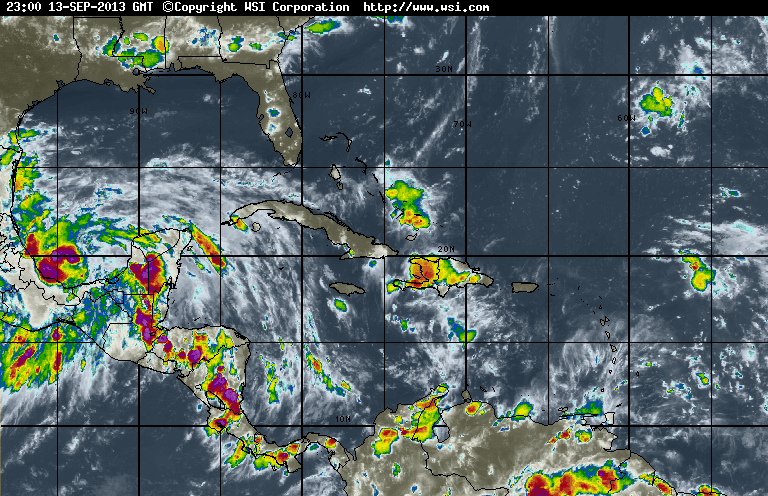 23:00 13-SEP-2013 GMT ©Copyright WSI Corporation http://www.wsi.com
30N
80W
90W
60W
70W
20N
10N